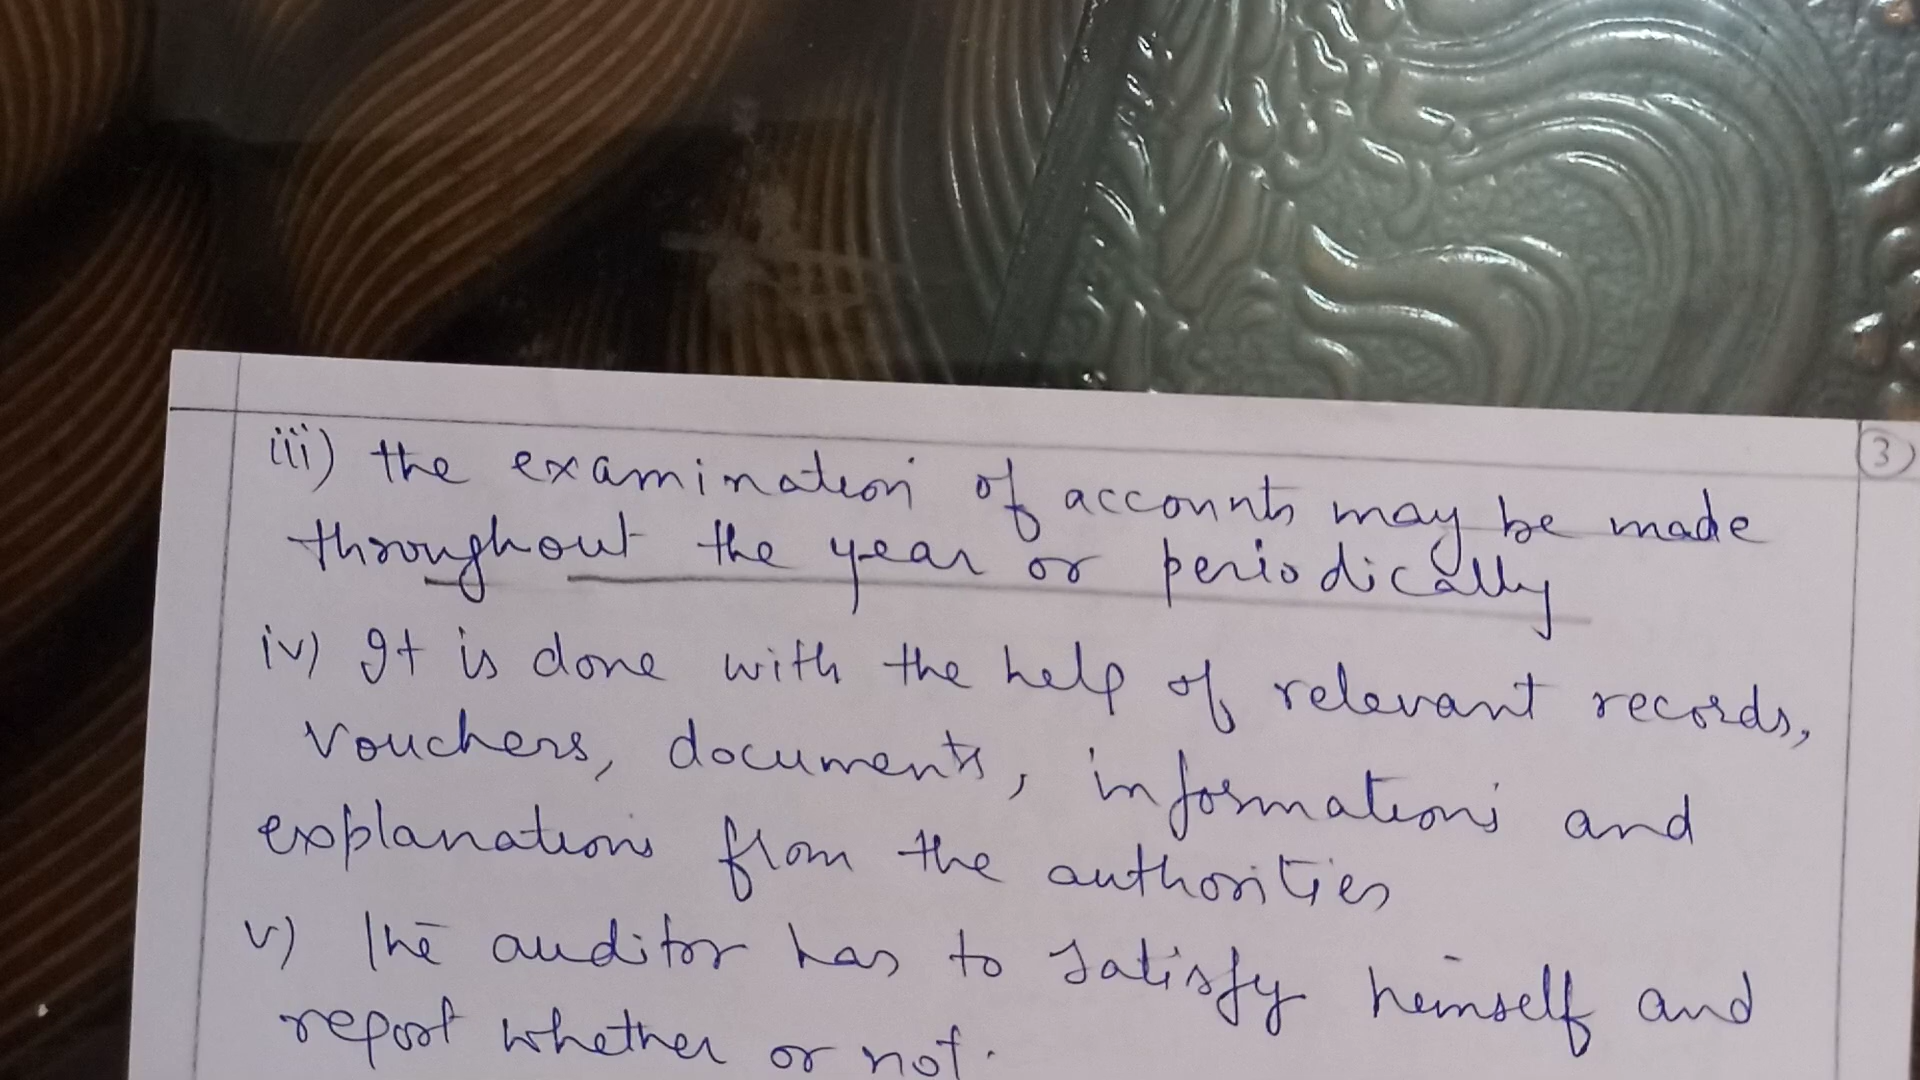 3
iii) the examination of accounts may be made
throughout the year or periodically
iv) It is done with the help of relevant records,
vouchers, documents, informations and
explanations from the authorities
v) The auditor has to satisfy heimself and
report whether or not.